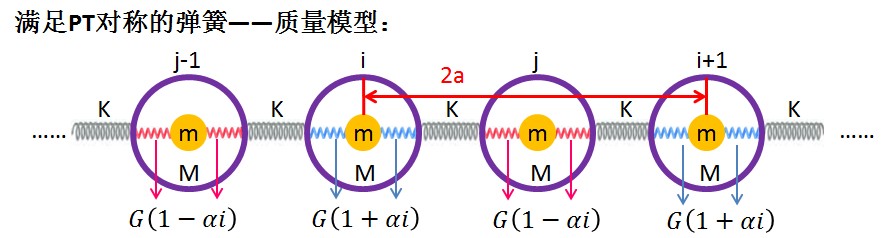 满足PT对称的弹簧——质量模型：
j-1 i j i+1
2a
K K K K K
…… m m m m ……
M M M M
G(1 − αi) G(1 + αi) G(1 − αi) G(1 + αi)